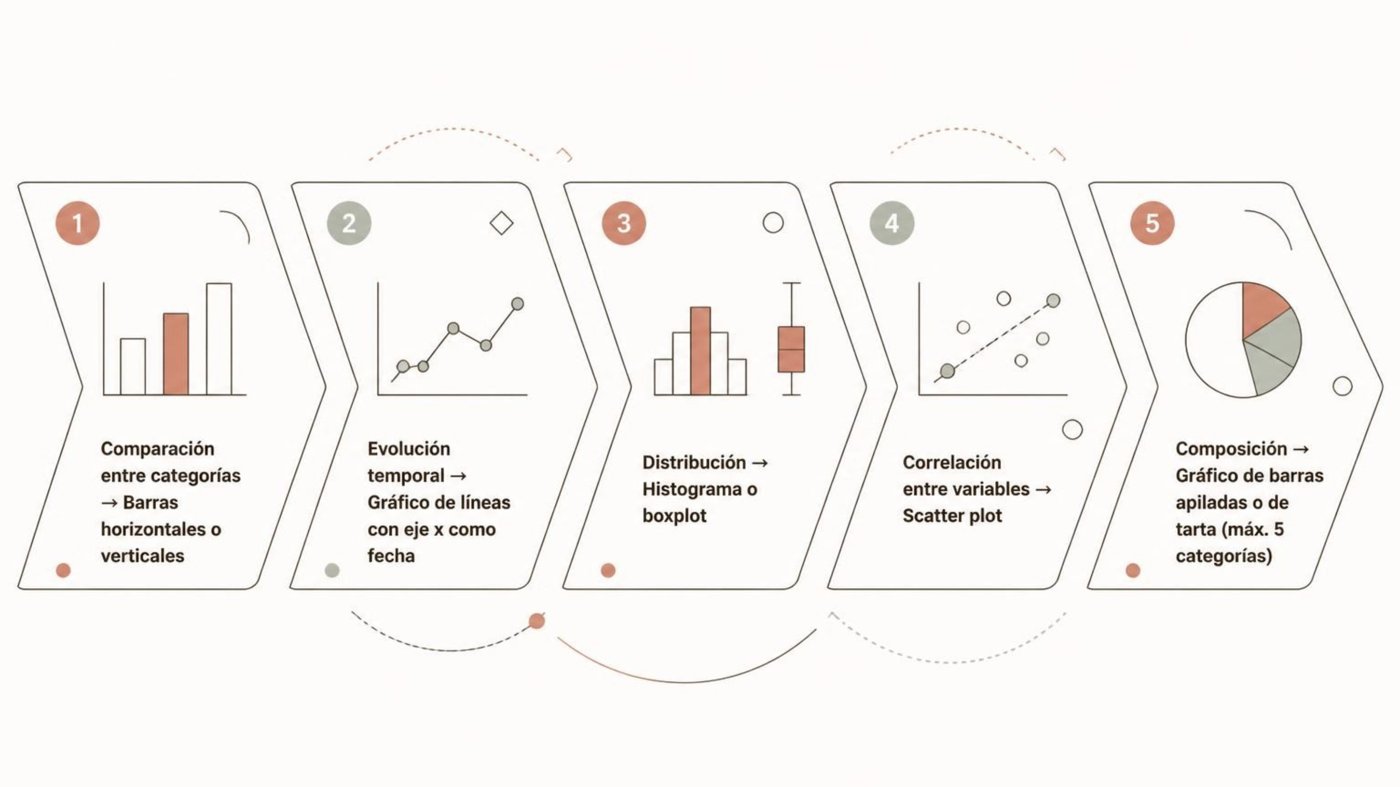 1
Comparación
entre categorías
→ Barras
horizontales o
verticales
2
Evolución
temporal →
Gráfico de líneas
con eje x como
fecha
3
Distribución →
Histograma o
boxplot
4
Correlación
entre variables →
Scatter plot
5
Composición →
Gráfico de barras
apiladas o de
tarta (máx. 5
categorías)